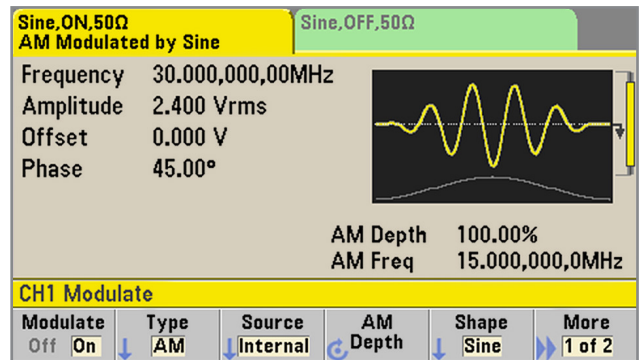 Sine,ON,50Ω
AM Modulated by Sine
Sine,OFF,50Ω
Frequency 30.000,000,00MHz
Amplitude 2.400 Vrms
Offset 0.000 V
Phase 45.00°
AM Depth 100.00%
AM Freq 15.000,000,0MHz
CH1 Modulate
Modulate Type Source AM Shape More
Off On AM Internal Depth Sine 1 of 2